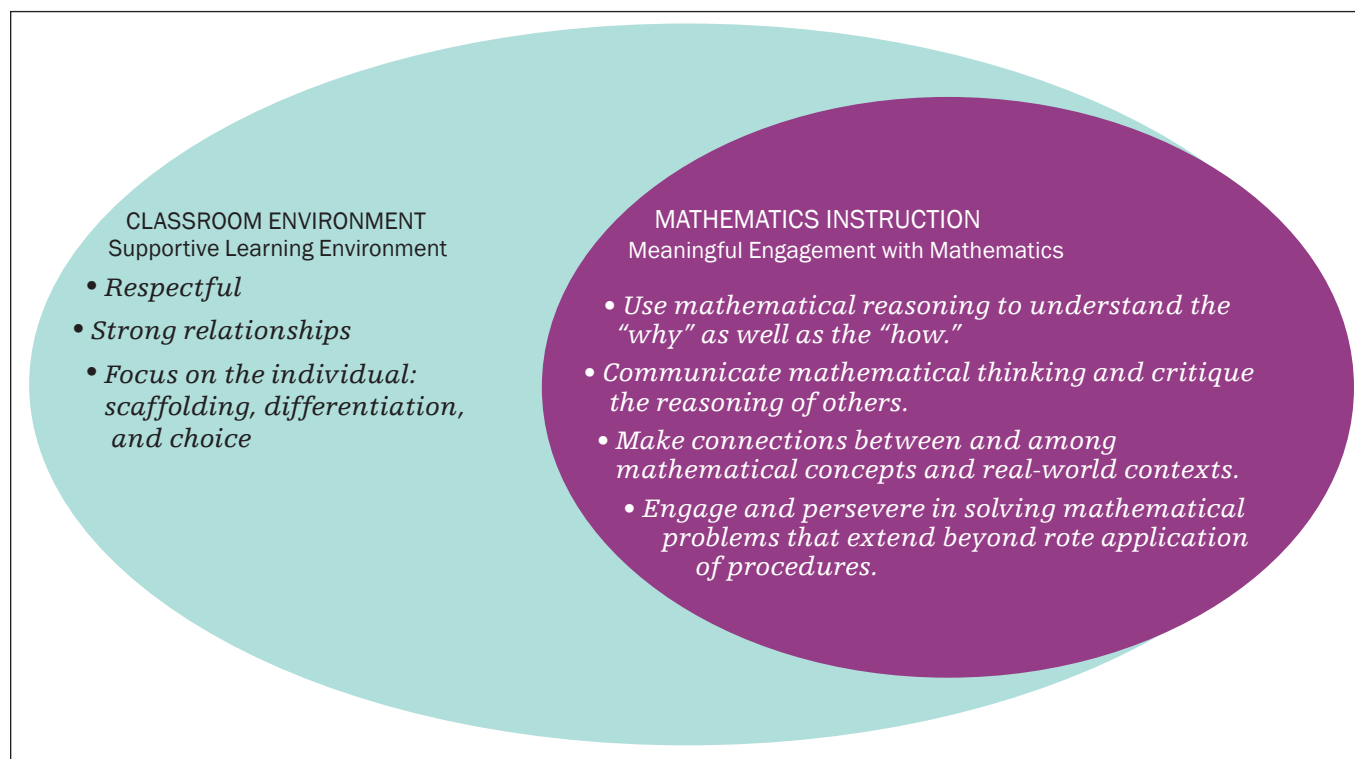 CLASSROOM ENVIRONMENT
Supportive Learning Environment
• Respectful
• Strong relationships
• Focus on the individual:
scaffolding, differentiation,
and choice
MATHEMATICS INSTRUCTION
Meaningful Engagement with Mathematics
• Use mathematical reasoning to understand the
“why” as well as the “how.”
• Communicate mathematical thinking and critique
the reasoning of others.
• Make connections between and among
mathematical concepts and real-world contexts.
• Engage and persevere in solving mathematical
problems that extend beyond rote application
of procedures.